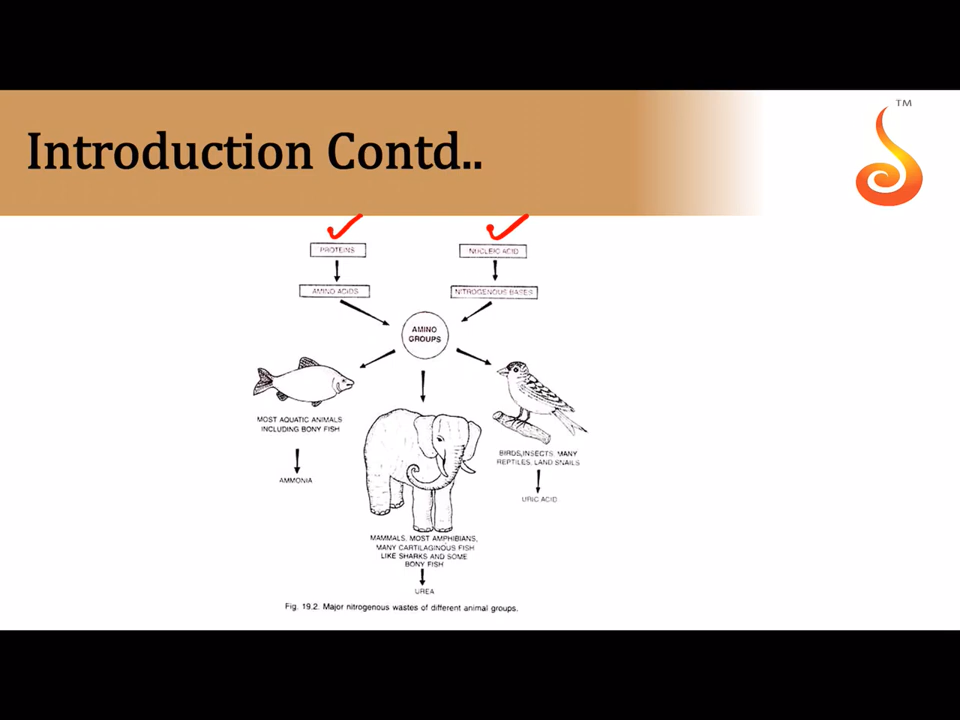 Introduction Contd..
TM
PROTEINS
NUCLEIC ACID
AMINO ACIDS
NITROGENOUS BASES
AMINO
GROUPS
MOST AQUATIC ANIMALS
INCLUDING BONY FISH
AMMONIA
BIRDS,INSECTS, MANY
REPTILES, LAND SNAILS
URIC ACID
MAMMALS, MOST AMPHIBIANS,
MANY CARTILAGINOUS FISH
LIKE SHARKS AND SOME
BONY FISH
UREA
Fig. 19.2. Major nitrogenous wastes of different animal groups.